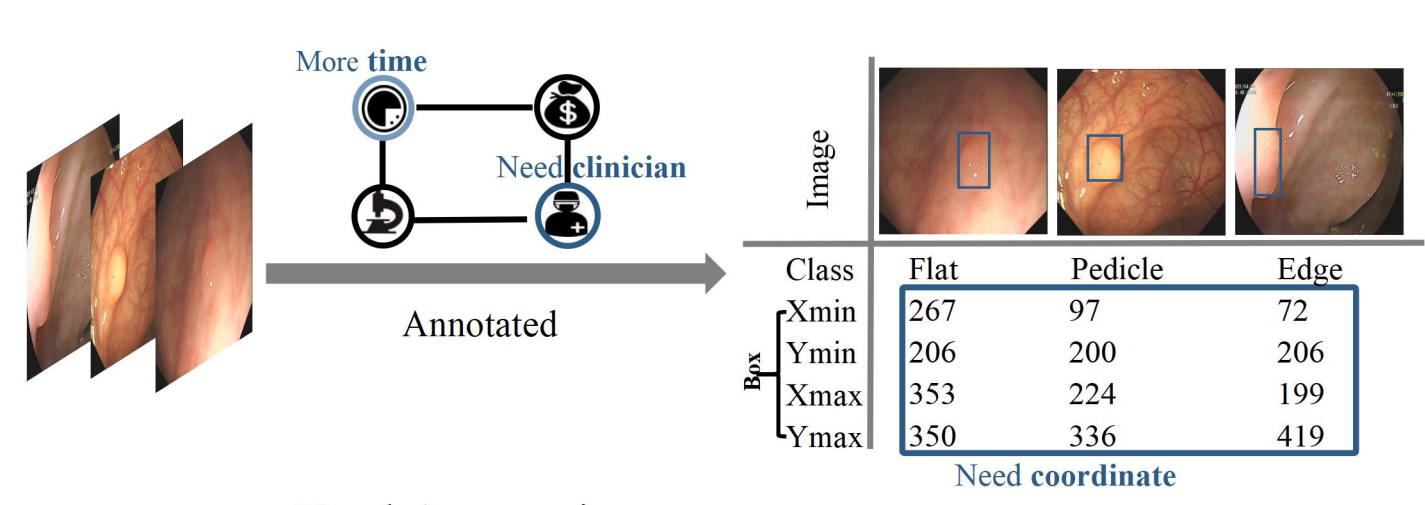 More time
$
Need clinician
Annotated
Image
Class Flat Pedicle Edge
Box
Xmin 267 97 72
Ymin 206 200 206
Xmax 353 224 199
Ymax 350 336 419
Need coordinate